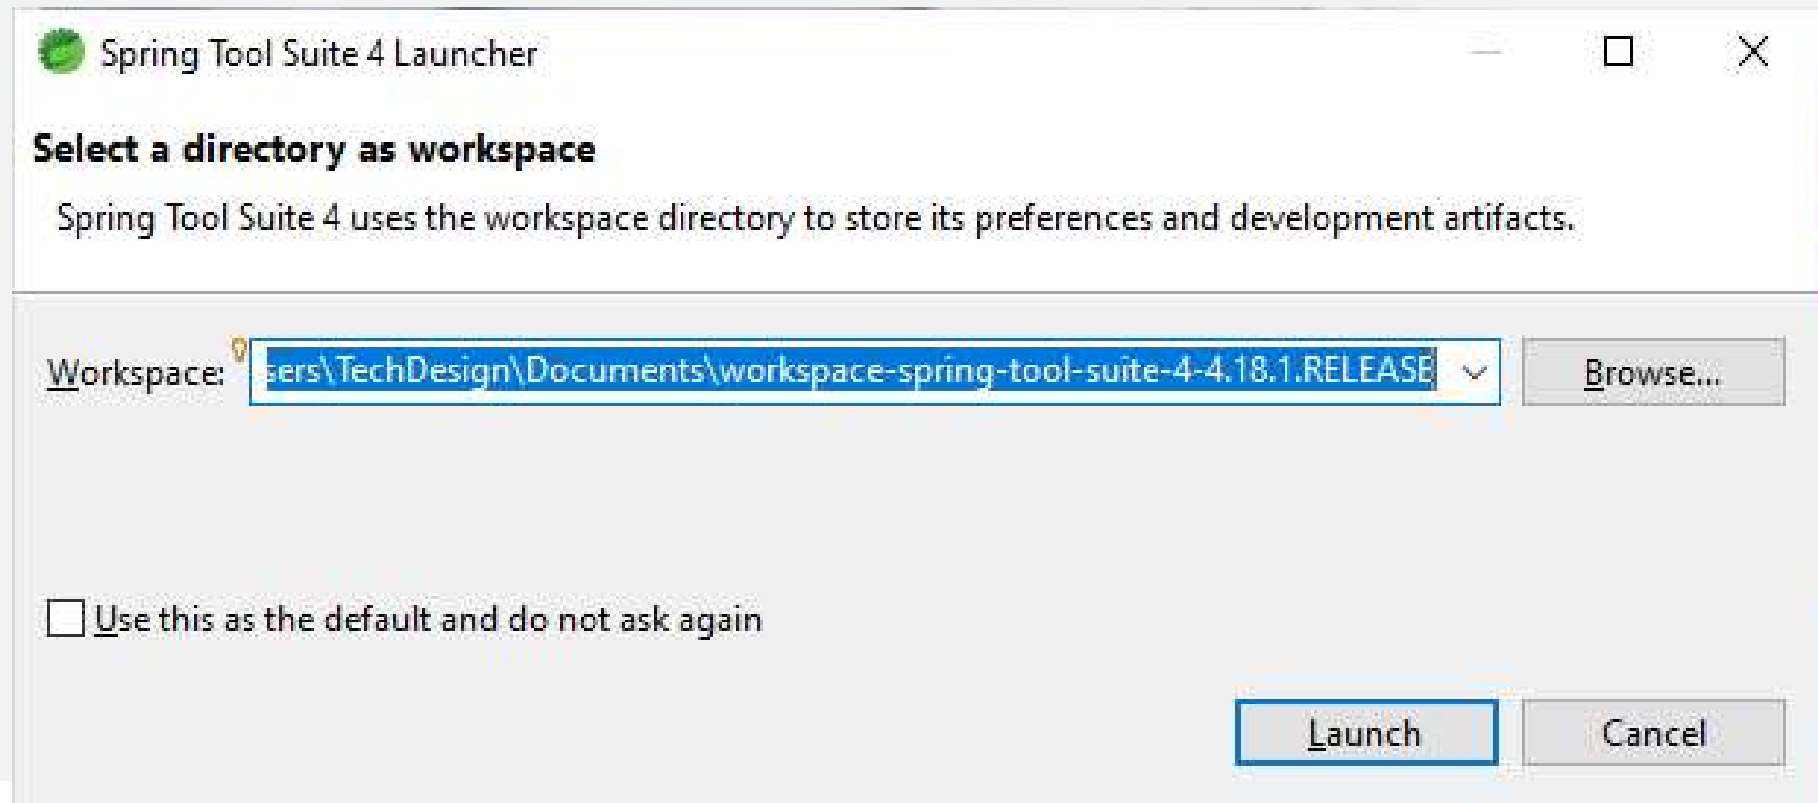 Spring Tool Suite 4 Launcher
Select a directory as workspace
Spring Tool Suite 4 uses the workspace directory to store its preferences and development artifacts.
Workspace: sers\TechDesign\Documents\workspace-spring-tool-suite-4-4.18.1.RELEASE Browse...
Use this as the default and do not ask again
Launch Cancel